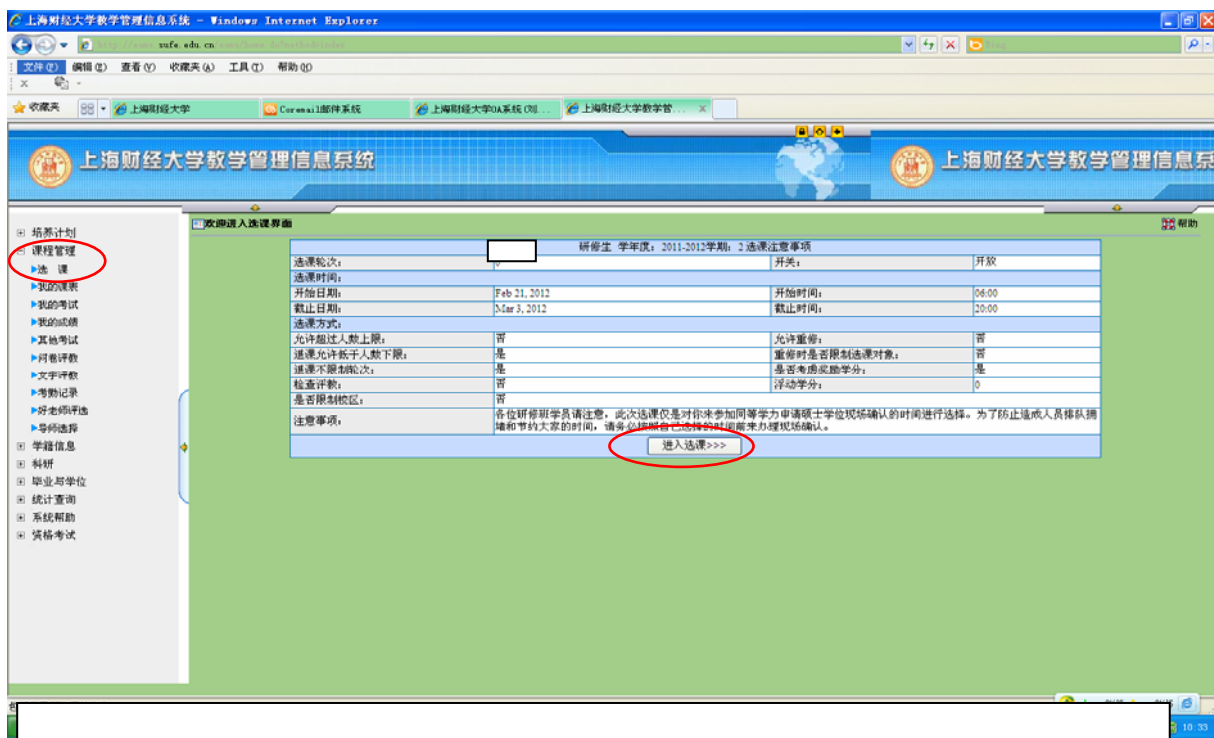 上海财经大学教学管理信息系统 - Windows Internet Explorer
sufe.edu.cn
文件(F) 编辑(E) 查看(V) 收藏夹(A) 工具(T) 帮助(H)
x
收藏夹 上海财经大学 Coremail邮件系统 上海财经大学OA系统(刘... 上海财经大学教学管... x
上海财经大学教学管理信息系统 上海财经大学教学管理信息系
欢迎进入选课界面 帮助
培养计划
课程管理
选 课
我的课表
我的考试
我的成绩
其他考试
问卷评教
文字评教
考勤记录
好老师评选
导师选择
学籍信息
科研
毕业与学位
统计查询
系统帮助
资格考试
研修生 学年度：2011-2012学期：2选课注意事项
选课轮次： 开关： 开放
选课时间：
开始日期： Feb 21, 2012 开始时间： 06:00
截止日期： Mar 3, 2012 截止时间： 20:00
选课方式：
允许超过人数上限： 否 允许重修： 否
退课允许低于人数下限： 是 重修时是否限制选课对象： 否
退课不限制轮次： 是 是否考虑奖励学分： 是
检查评教： 否 浮动学分： 0
是否限制校区： 否
注意事项： 各位研修班学员请注意，此次选课仅是对你来参加同等学力申请硕士学位现场确认的时间进行选择。为了防止造成人员排队拥
堵和节约大家的时间，请务必按照自己选择的时间前来办理现场确认。
进入选课>>>
10:33